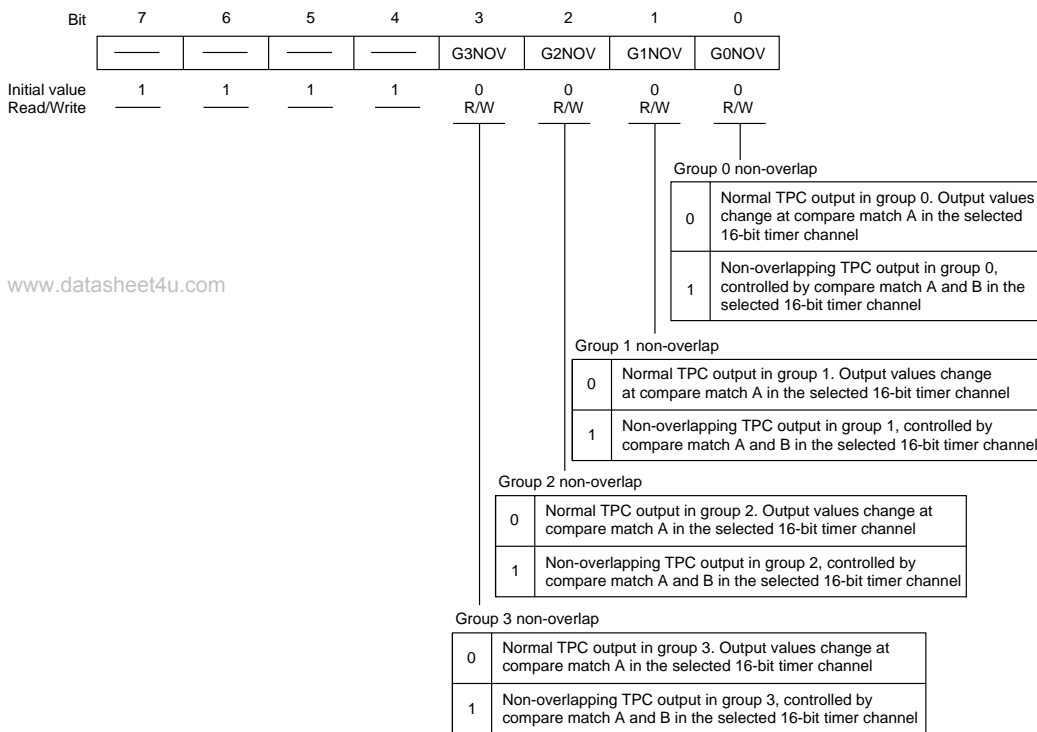 Bit 7 6 5 4 3 2 1 0
G3NOV G2NOV G1NOV G0NOV
Initial value 1 1 1 1 0 0 0 0
Read/Write R/W R/W R/W R/W
Group 0 non-overlap
0 Normal TPC output in group 0. Output values
change at compare match A in the selected
16-bit timer channel
1 Non-overlapping TPC output in group 0,
controlled by compare match A and B in the
selected 16-bit timer channel
www.datasheet4u.com
Group 1 non-overlap
0 Normal TPC output in group 1. Output values change
at compare match A in the selected 16-bit timer channel
1 Non-overlapping TPC output in group 1, controlled by
compare match A and B in the selected 16-bit timer channel
Group 2 non-overlap
0 Normal TPC output in group 2. Output values change at
compare match A in the selected 16-bit timer channel
1 Non-overlapping TPC output in group 2, controlled by
compare match A and B in the selected 16-bit timer channel
Group 3 non-overlap
0 Normal TPC output in group 3. Output values change at
compare match A in the selected 16-bit timer channel
1 Non-overlapping TPC output in group 3, controlled by
compare match A and B in the selected 16-bit timer channel